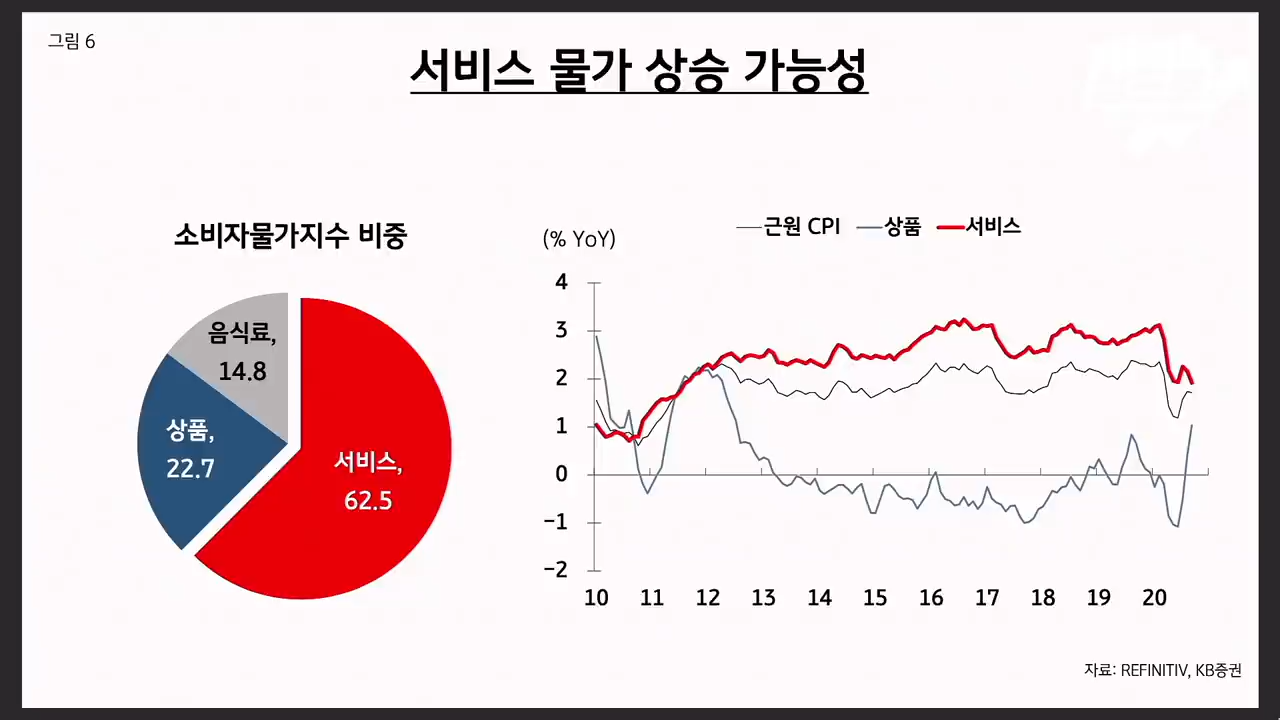 그림 6
서비스 물가 상승 가능성
소비자물가지수 비중
음식료,
14.8
상품,
22.7
서비스,
62.5
(% YoY)
근원 CPI 상품 서비스
4
3
2
1
0
−1
−2
10 11 12 13 14 15 16 17 18 19 20
자료: REFINITIV, KB증권